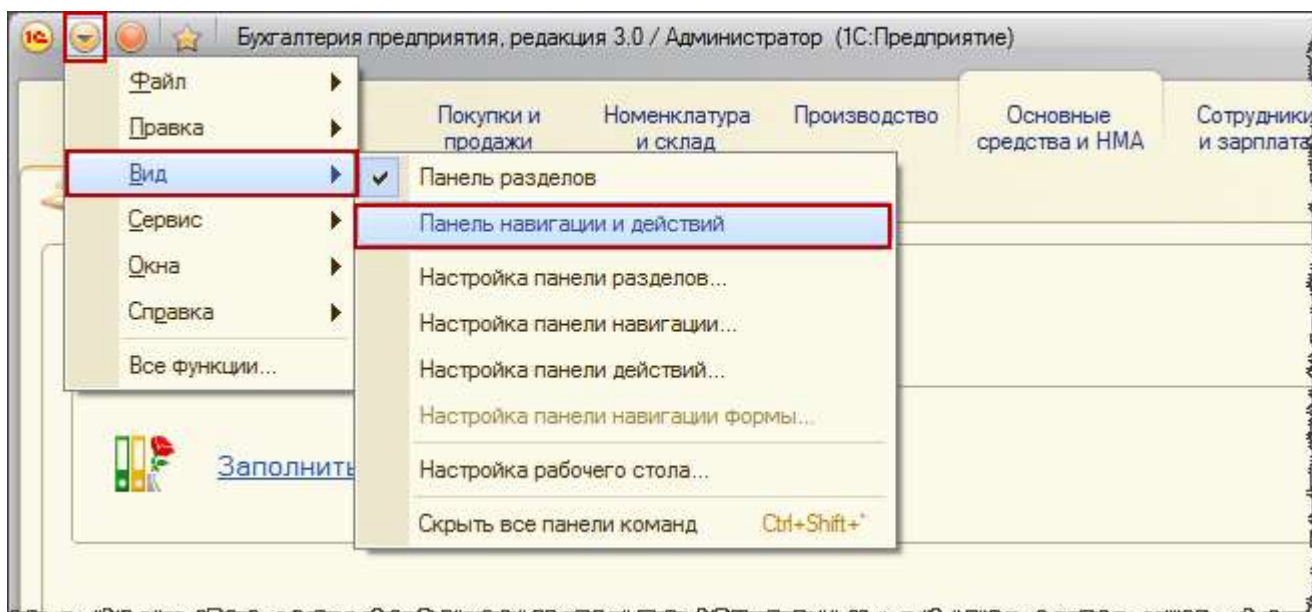 1С Бухгалтерия предприятия, редакция 3.0 / Администратор (1С:Предприятие)
Файл
Правка
Вид
Сервис
Окна
Справка
Все функции...
Покупки и
продажи
Номенклатура
и склад
Производство
Основные
средства и НМА
Сотрудники
и зарплата
Панель разделов
Панель навигации и действий
Настройка панели разделов...
Настройка панели навигации...
Настройка панели действий...
Настройка панели навигации формы...
Настройка рабочего стола...
Скрыть все панели команд Ctrl+Shift+*
Заполнить